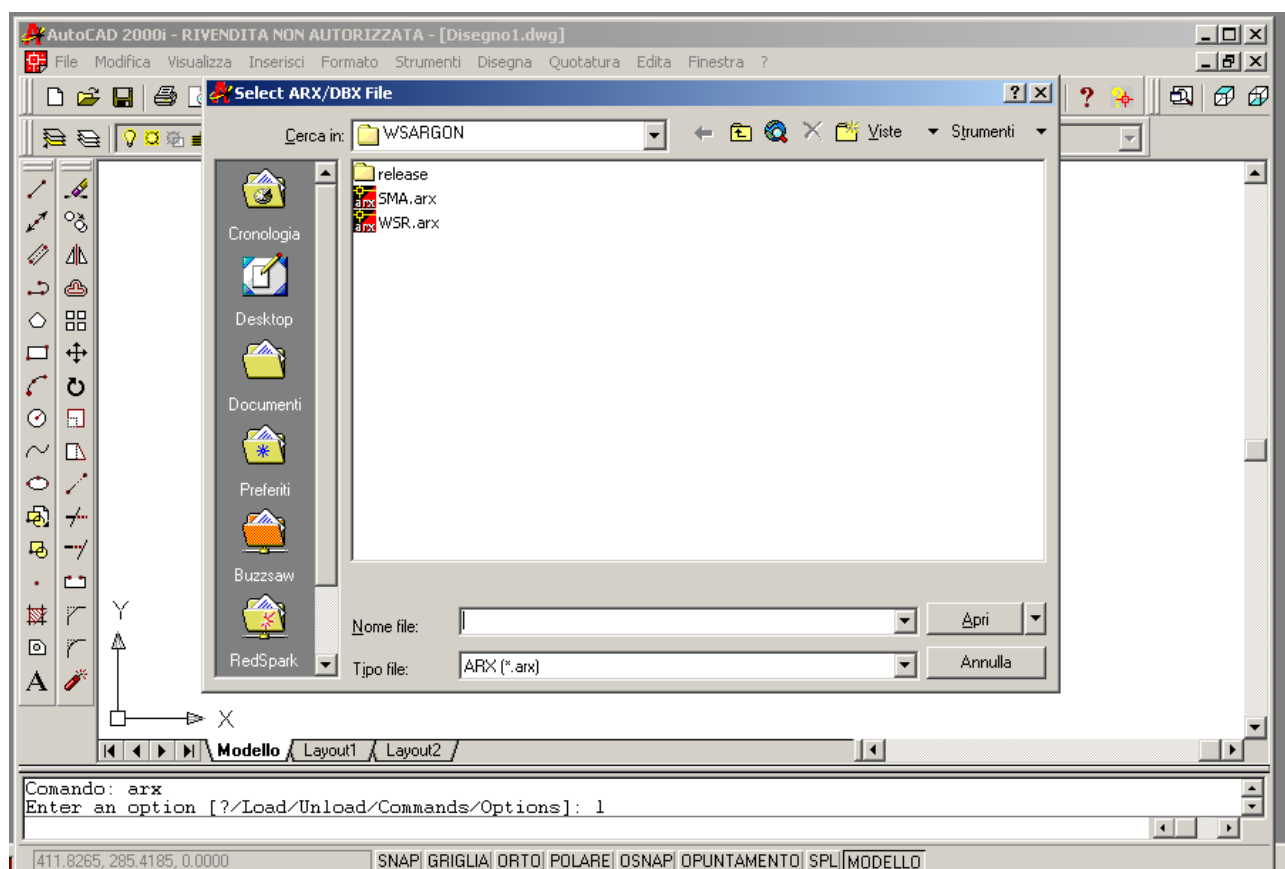 AutoCAD 2000i - RIVENDITA NON AUTORIZZATA - [Disegno1.dwg]
File Modifica Visualizza Inserisci Formato Strumenti Disegna Quotatura Edita Finestra ?
Select ARX/DBX File
Cerca in: WSARGON Viste Strumenti
release
SMA.arx
WSR.arx
Cronologia
Desktop
Documenti
Preferiti
Buzzsaw
RedSpark
Nome file: Apri
Tipo file: ARX (*.arx) Annulla
Y
X
Modello Layout1 Layout2
Comando: arx
Enter an option [?/Load/Unload/Commands/Options]: l
411.8265, 285.4185, 0.0000 SNAP GRIGLIA ORTO POLARE OSNAP OPUNTAMENTO SPL MODELLO